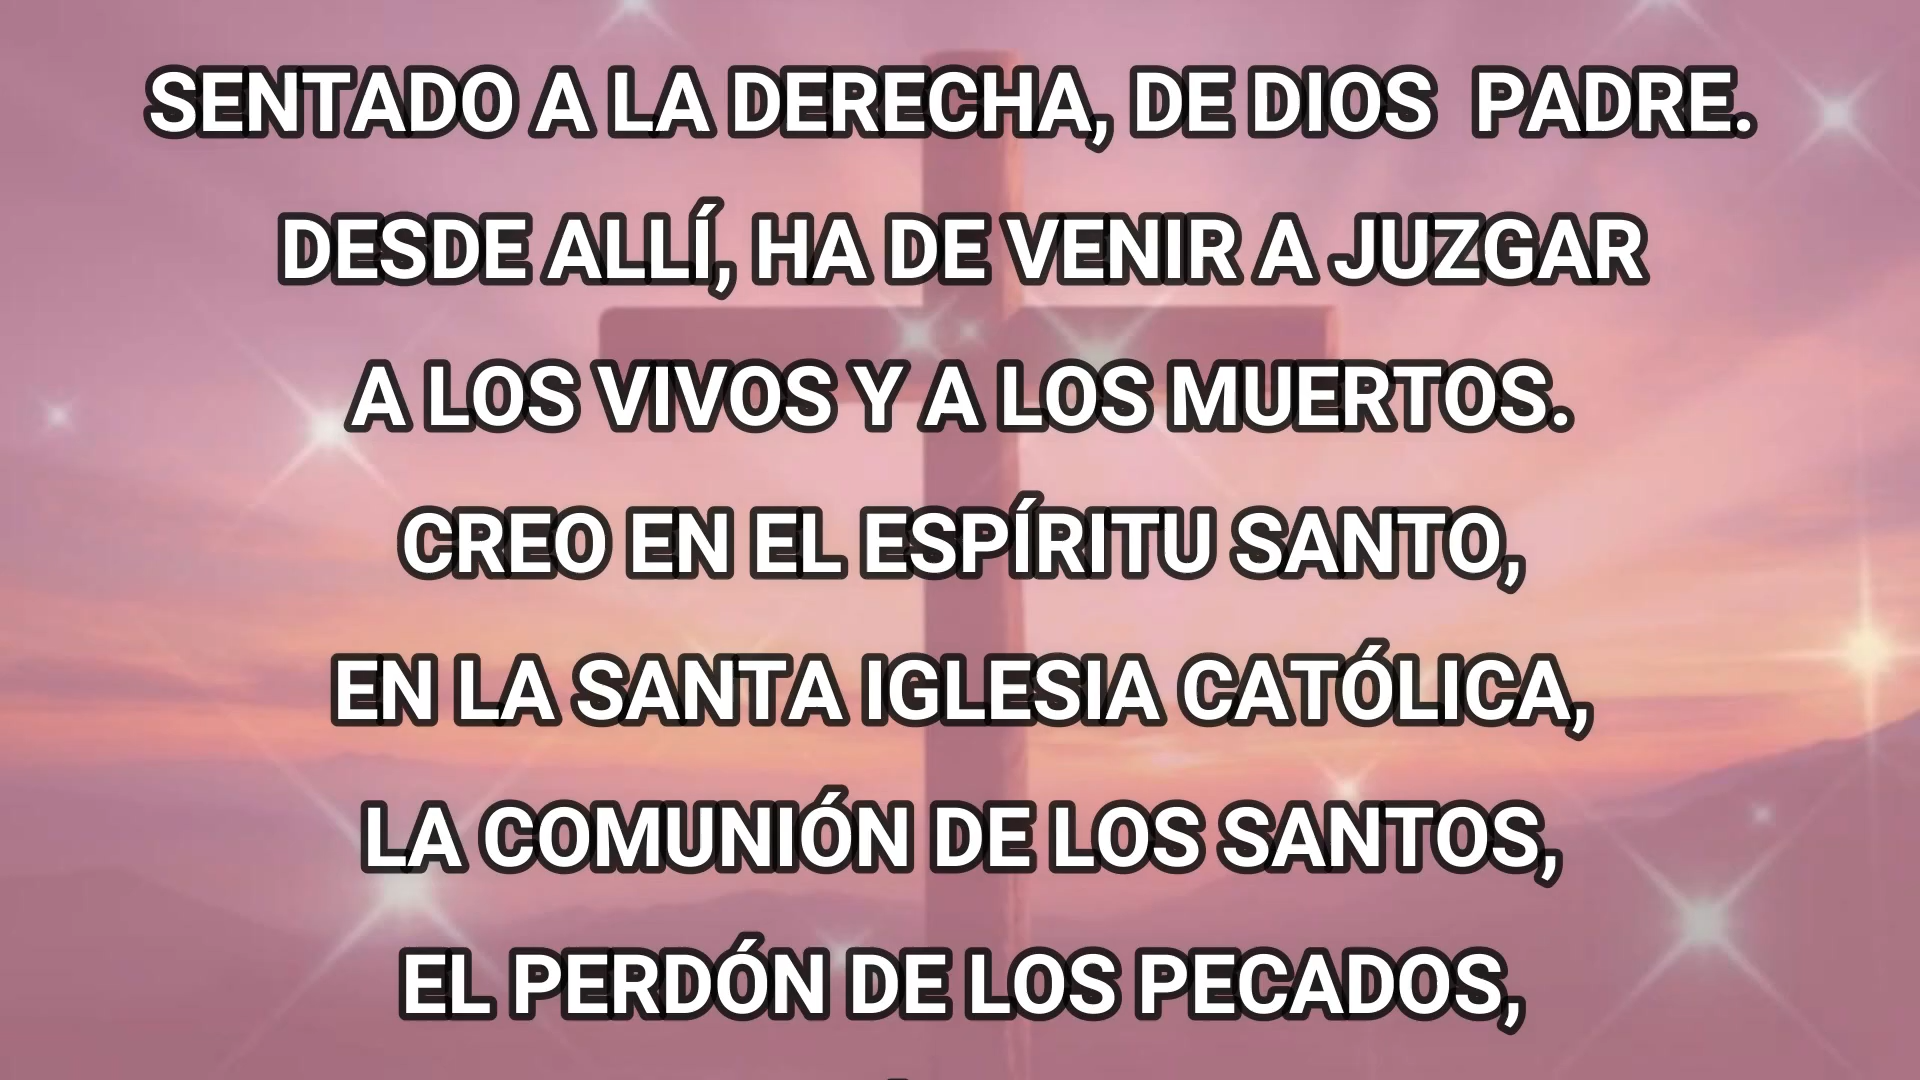 SENTADO A LA DERECHA, DE DIOS  PADRE.
DESDE ALLÍ, HA DE VENIR A JUZGAR
A LOS VIVOS Y A LOS MUERTOS.
CREO EN EL ESPÍRITU SANTO,
EN LA SANTA IGLESIA CATÓLICA,
LA COMUNIÓN DE LOS SANTOS,
EL PERDÓN DE LOS PECADOS,